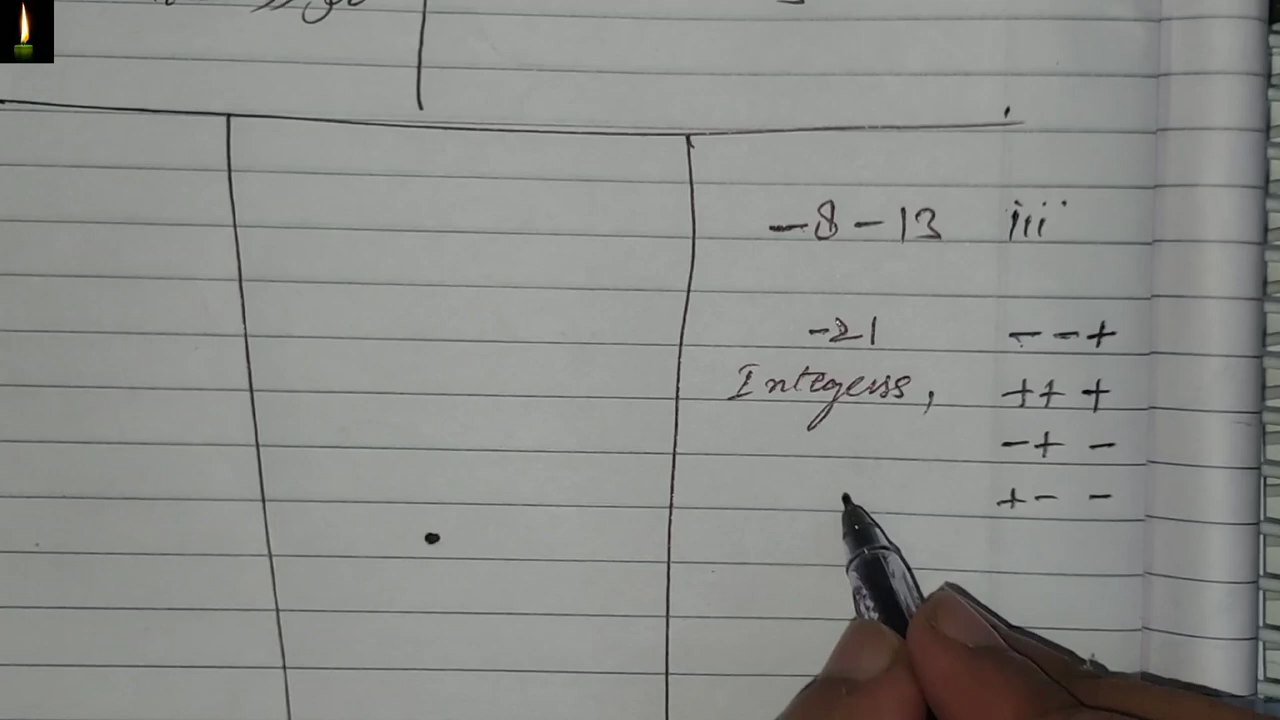 -8-13 iii
-21 - - +
Integers, ++ +
-+ -
+- -